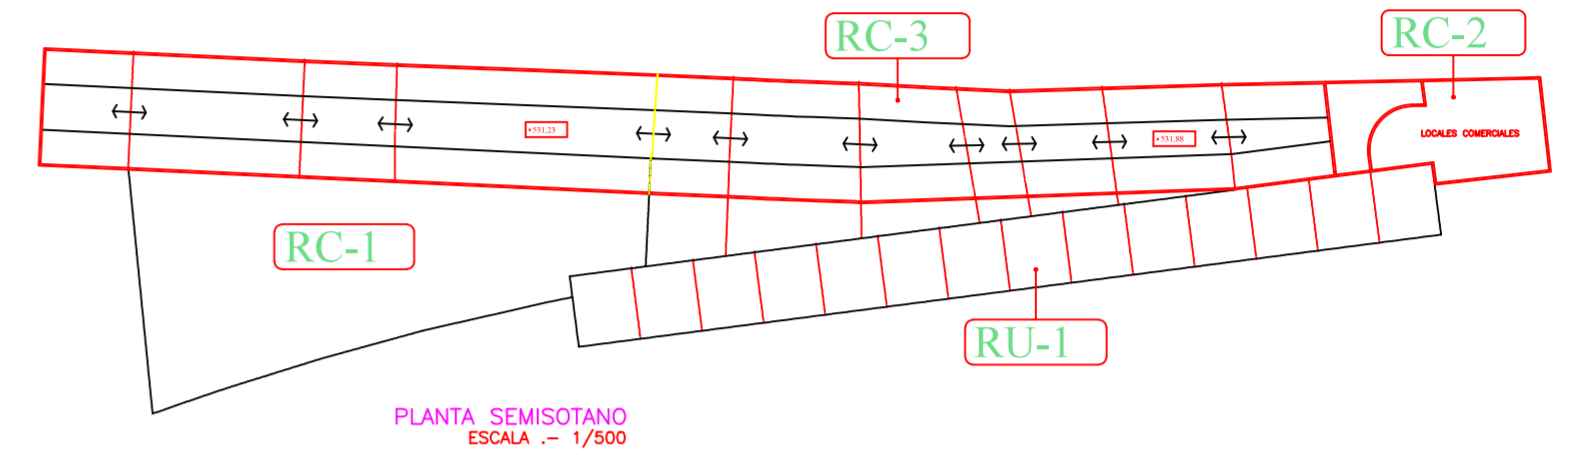 RC-3
RC-2
531,23
531,88
LOCALES COMERCIALES
RC-1
RU-1
PLANTA SEMISOTANO
ESCALA .- 1/500